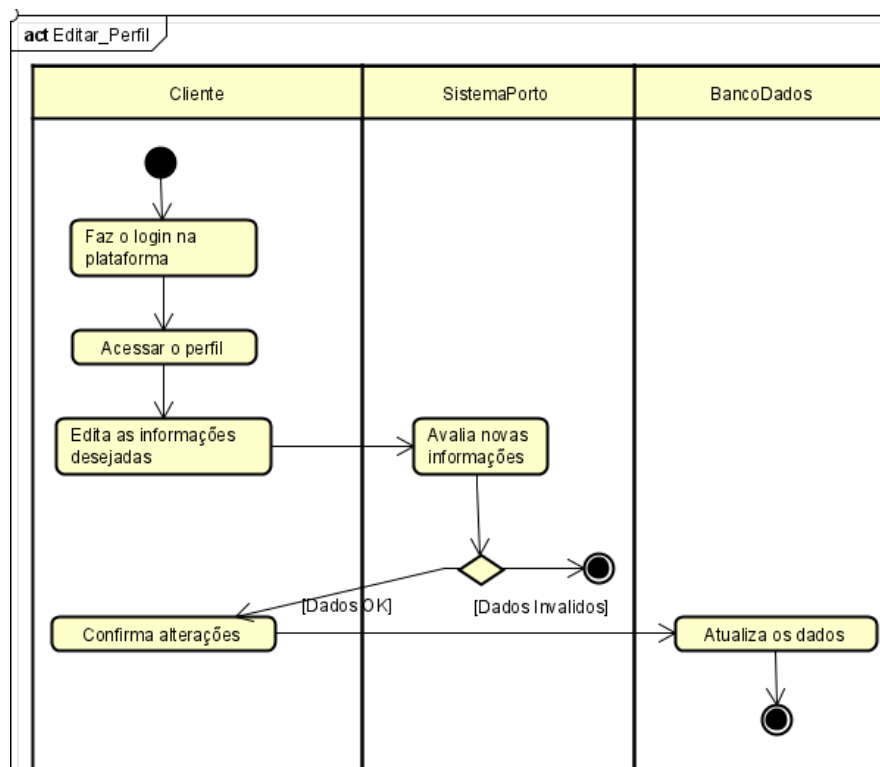 act Editar_Perfil
Cliente
SistemaPorto
BancoDados
Faz o login na
plataforma
Acessar o perfil
Edita as informações
desejadas
Avalia novas
informações
[Dados OK]
[Dados Invalidos]
Confirma alterações
Atualiza os dados